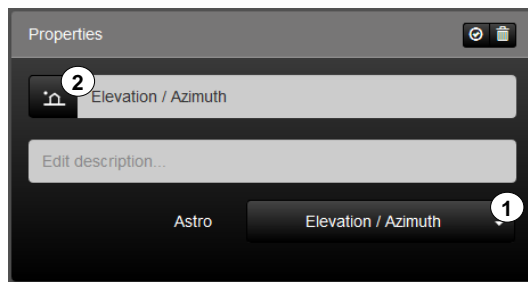 Properties
2
Elevation / Azimuth
Edit description...
Astro Elevation / Azimuth 1